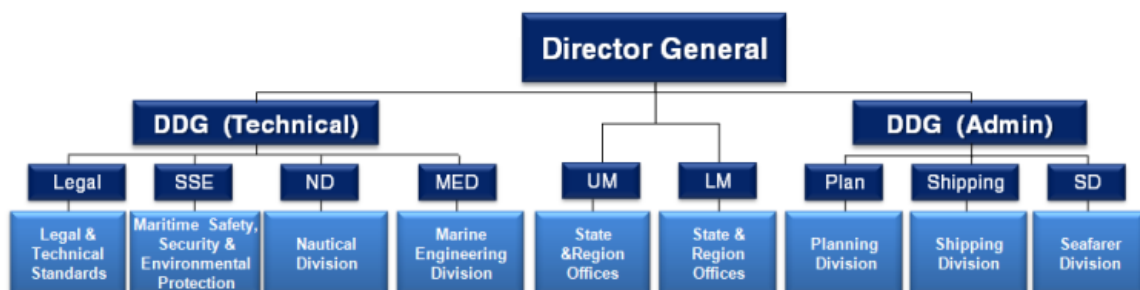 Director General
DDG (Technical)
DDG (Admin)
Legal
SSE
ND
MED
UM
LM
Plan
Shipping
SD
Legal &
Technical
Standards
Maritime Safety,
Security &
Environmental
Protection
Nautical
Division
Marine
Engineering
Division
State
&Region
Offices
State &
Region
Offices
Planning
Division
Shipping
Division
Seafarer
Division